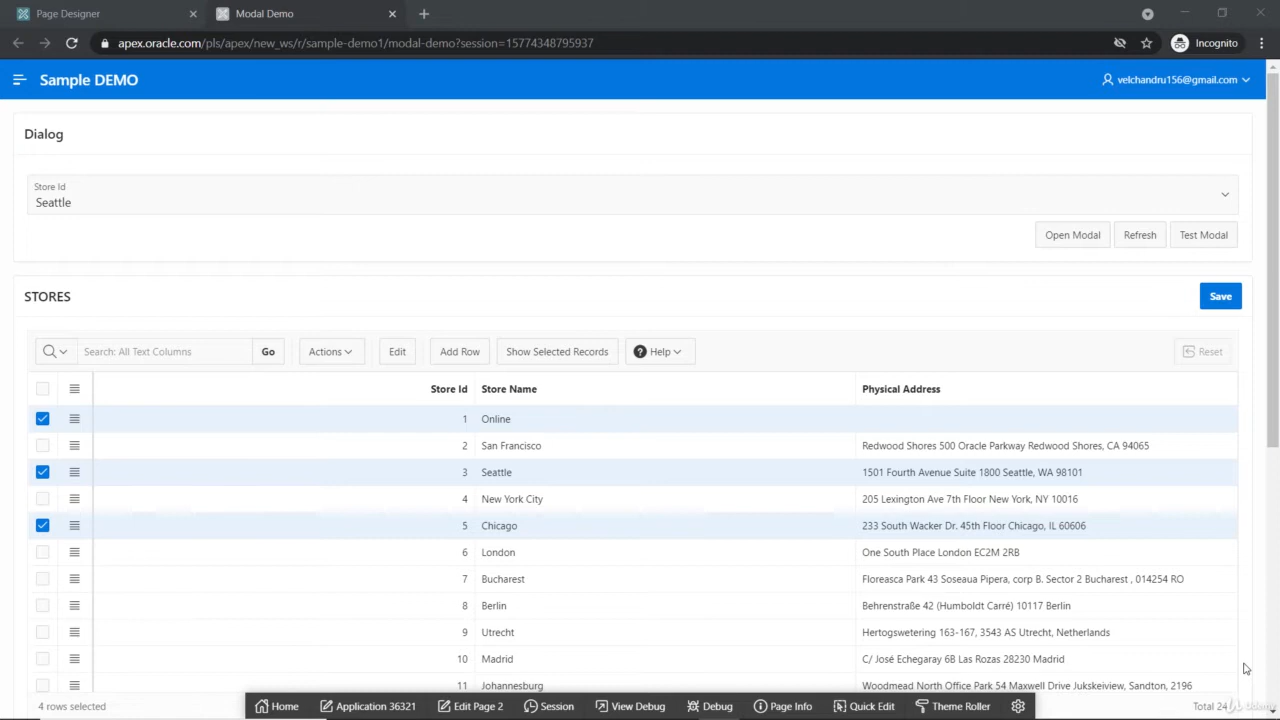 Page Designer
Modal Demo
apex.oracle.com/pls/apex/new_ws/r/sample-demo1/modal-demo?session=15774348795937
Incognito
Sample DEMO
velchandru156@gmail.com
Dialog
Store Id
Seattle
Open Modal Refresh Test Modal
STORES
Save
Search: All Text Columns Go Actions Edit Add Row Show Selected Records Help Reset
Store Id Store Name Physical Address
1 Online
2 San Francisco Redwood Shores 500 Oracle Parkway Redwood Shores, CA 94065
3 Seattle 1501 Fourth Avenue Suite 1800 Seattle, WA 98101
4 New York City 205 Lexington Ave 7th Floor New York, NY 10016
5 Chicago 233 South Wacker Dr. 45th Floor Chicago, IL 60606
6 London One South Place London EC2M 2RB
7 Bucharest Floreasca Park 43 Soseaua Pipera, corp B. Sector 2 Bucharest , 014254 RO
8 Berlin Behrenstraße 42 (Humboldt Carré) 10117 Berlin
9 Utrecht Hertogswetering 163-167, 3543 AS Utrecht, Netherlands
10 Madrid C/ José Echegaray 6B Las Rozas 28230 Madrid
11 Johannesburg Woodmead North Office Park 54 Maxwell Drive Jukskeiview, Sandton, 2196
4 rows selected
Home Application 36321 Edit Page 2 Session View Debug Debug Page Info Quick Edit Theme Roller
Total 24
Udemy